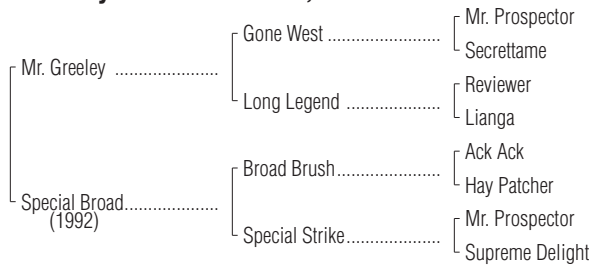 Mr. Prospector
Gone West ....................
Secrettame
Mr. Greeley ....................
Reviewer
Long Legend ..................
Lianga
Ack Ack
Broad Brush....................
Hay Patcher
Special Broad..................
(1992)
Mr. Prospector
Special Strike..................
Supreme Delight